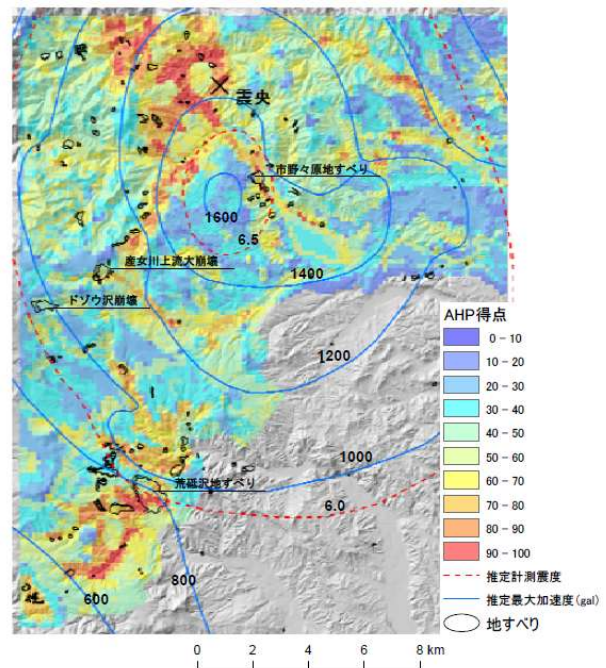 震央
市野々原地すべり
1600
6.5
産女川上流大崩壊
1400
ドゾウ沢崩壊
AHP得点
0 - 10
10 - 20
20 - 30
30 - 40
40 - 50
50 - 60
60 - 70
70 - 80
80 - 90
90 - 100
推定計測震度
推定最大加速度(gal)
地すべり
1200
1000
荒砥沢地すべり
6.0
800
600
0 2 4 6 8 km